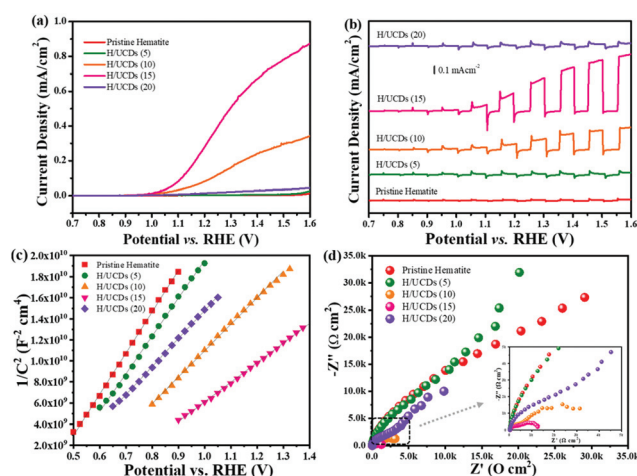 (a)
Pristine Hematite
H/UCDs (5)
H/UCDs (10)
H/UCDs (15)
H/UCDs (20)
Current Density (mA/cm²)
1.0
0.8
0.6
0.4
0.2
0.0
0.7 0.8 0.9 1.0 1.1 1.2 1.3 1.4 1.5 1.6
Potential vs. RHE (V)
(b)
H/UCDs (20)
0.1 mAcm⁻²
H/UCDs (15)
H/UCDs (10)
H/UCDs (5)
Pristine Hematite
Current Density (mA/cm²)
0.7 0.8 0.9 1.0 1.1 1.2 1.3 1.4 1.5 1.6
Potential vs. RHE (V)
(c)
Pristine Hematite
H/UCDs (5)
H/UCDs (10)
H/UCDs (15)
H/UCDs (20)
1/C² (F⁻² cm⁴)
2.0x10¹⁰
1.8x10¹⁰
1.6x10¹⁰
1.4x10¹⁰
1.2x10¹⁰
1.0x10¹⁰
8.0x10⁹
6.0x10⁹
4.0x10⁹
2.0x10⁹
0.5 0.6 0.7 0.8 0.9 1.0 1.1 1.2 1.3 1.4
Potential vs. RHE (V)
(d)
Pristine Hematite
H/UCDs (5)
H/UCDs (10)
H/UCDs (15)
H/UCDs (20)
-Z'' (Ω cm²)
35.0k
30.0k
25.0k
20.0k
15.0k
10.0k
5.0k
0.0
0.0 5.0k 10.0k 15.0k 20.0k 25.0k 30.0k 35.0k
Z' (O cm²)
-Z'' (Ω cm²)
Z' (Ω cm²)